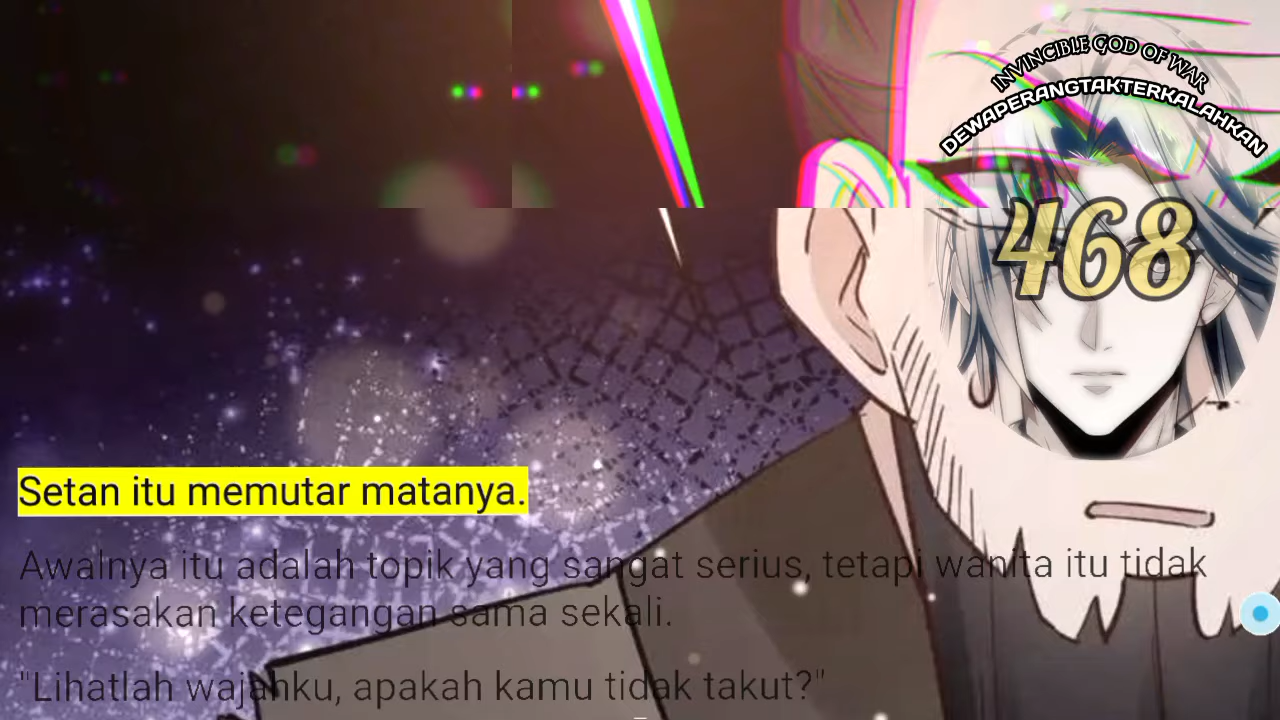 INVINCIBLE GOD OF WAR
DEWAPERANGTAKTERKALAHKAN
468
Setan itu memutar matanya.
Awalnya itu adalah topik yang sangat serius, tetapi wanita itu tidak
merasakan ketegangan sama sekali.
"Lihatlah wajahku, apakah kamu tidak takut?"